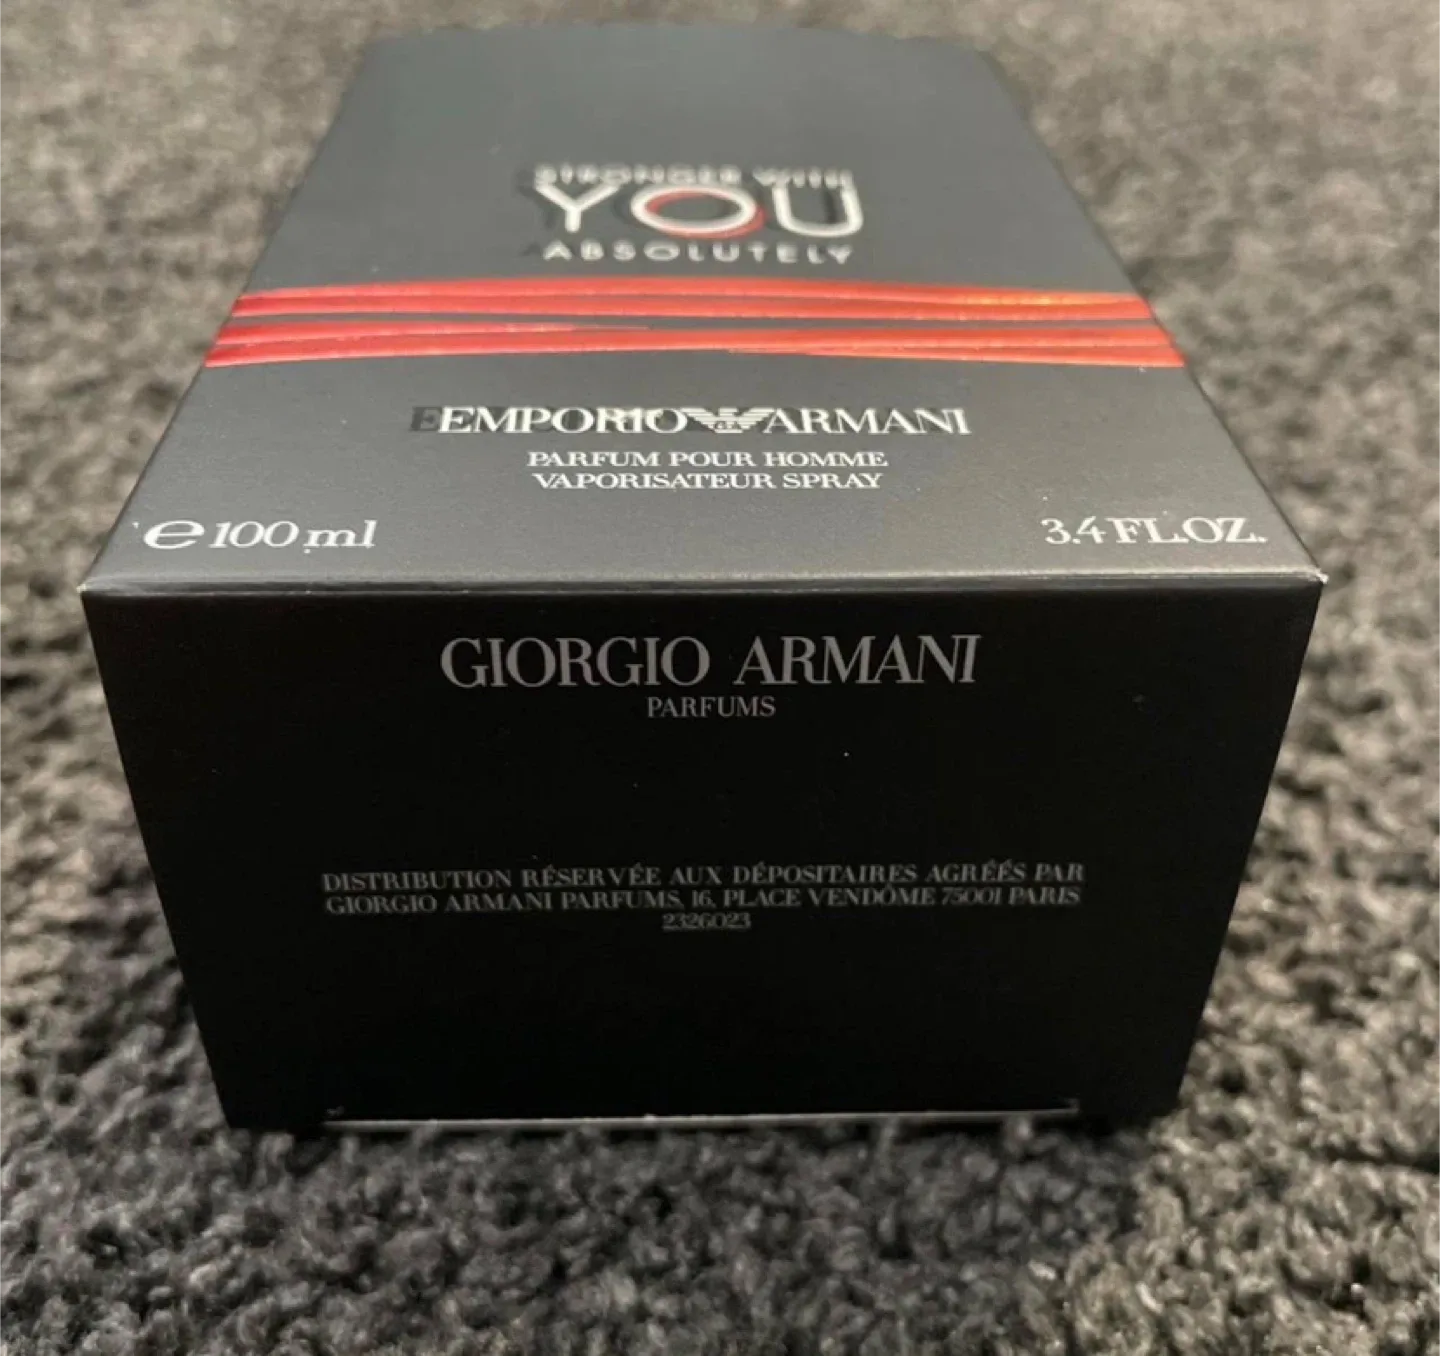 STRONGER WITH
YOU
ABSOLUTELY
EMPORIO ARMANI
PARFUM POUR HOMME
VAPORISATEUR SPRAY
e 100 ml
3.4 FL.OZ.
GIORGIO ARMANI
PARFUMS
DISTRIBUTION RÉSERVÉE AUX DÉPOSITAIRES AGRÉÉS PAR
GIORGIO ARMANI PARFUMS, 16, PLACE VENDÔME 75001 PARIS
2326023